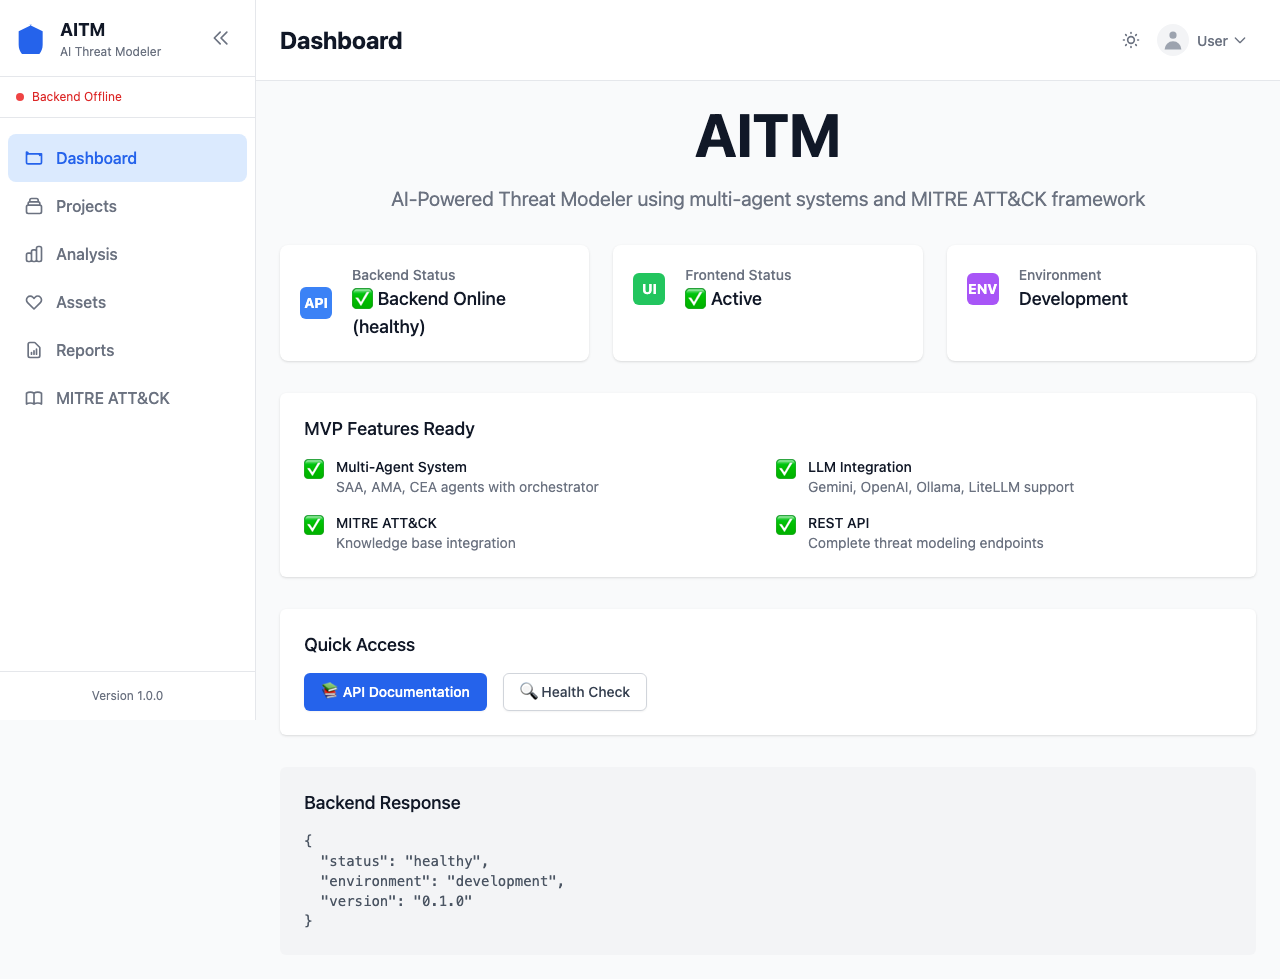 AITM
AI Threat Modeler
Backend Offline
Dashboard
Projects
Analysis
Assets
Reports
MITRE ATT&CK
Version 1.0.0
Dashboard
User
AITM
AI-Powered Threat Modeler using multi-agent systems and MITRE ATT&CK framework
API
Backend Status
✅ Backend Online
(healthy)
UI
Frontend Status
✅ Active
ENV
Environment
Development
MVP Features Ready
✅ Multi-Agent System
SAA, AMA, CEA agents with orchestrator
✅ LLM Integration
Gemini, OpenAI, Ollama, LiteLLM support
✅ MITRE ATT&CK
Knowledge base integration
✅ REST API
Complete threat modeling endpoints
Quick Access
📚 API Documentation
🔍 Health Check
Backend Response
{
  "status": "healthy",
  "environment": "development",
  "version": "0.1.0"
}